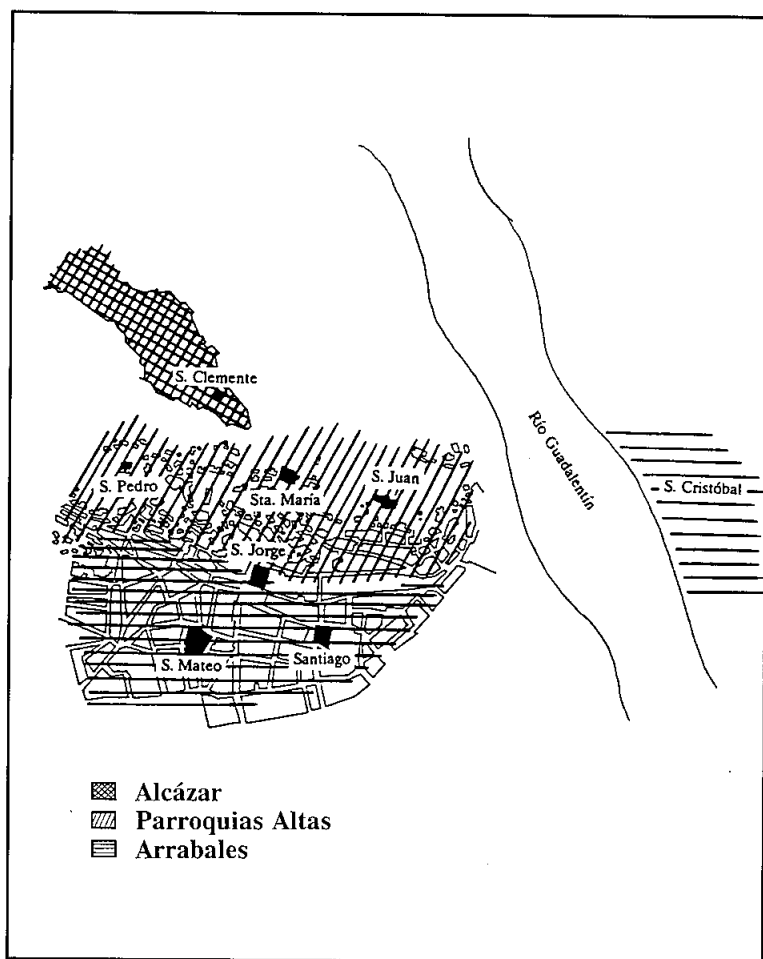 S. Clemente
S. Pedro
Sta. María
S. Juan
Río Guadalentín
S. Cristóbal
S. Jorge
S. Mateo
Santiago
Alcázar
Parroquias Altas
Arrabales